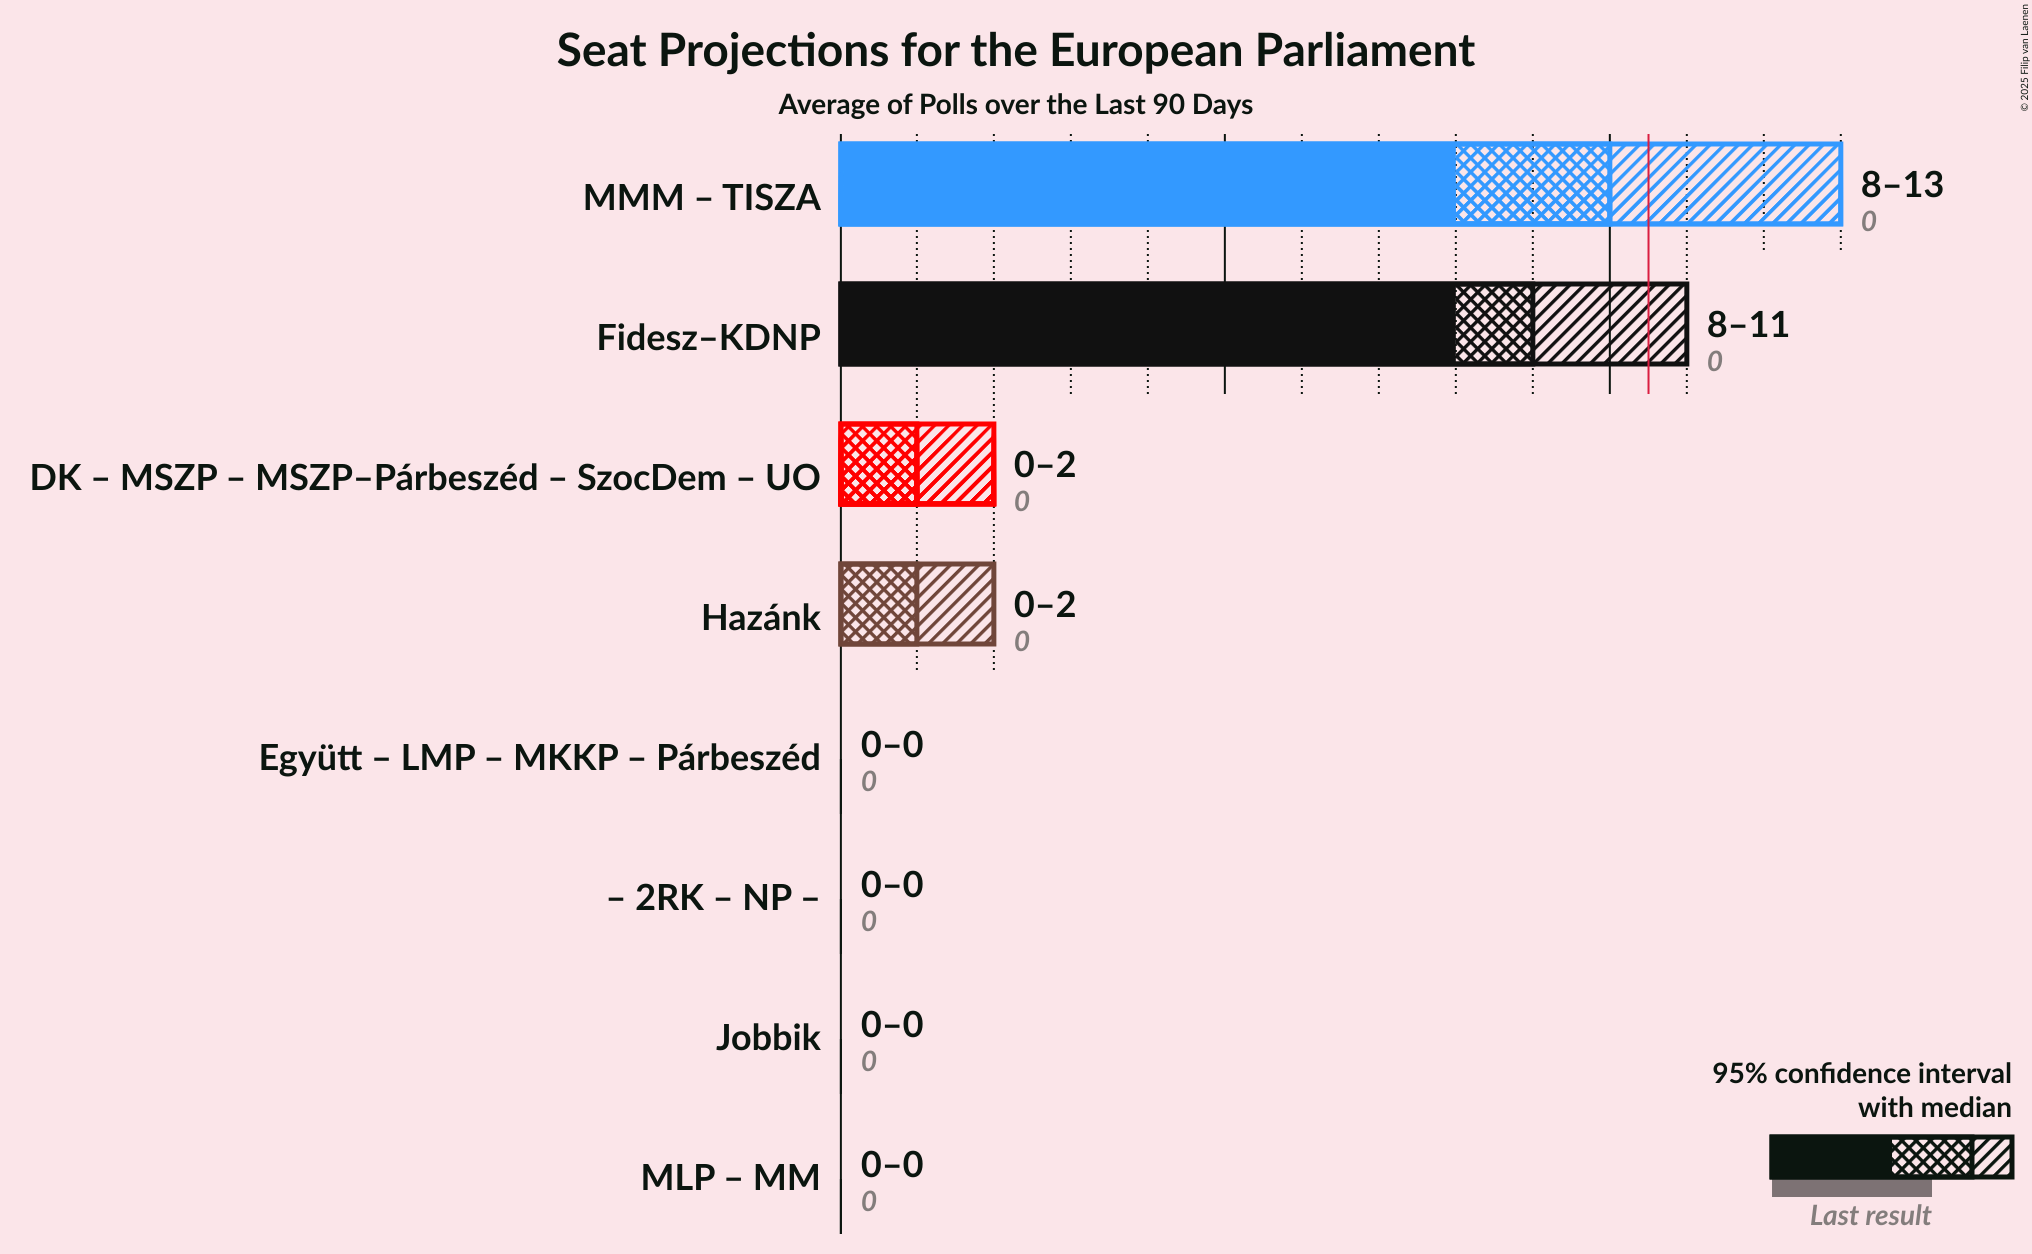 Seat Projections for the European Parliament
Average of Polls over the Last 90 Days
© 2025 Filip van Laenen
MMM – TISZA
8–13
0
Fidesz–KDNP
8–11
0
DK – MSZP – MSZP–Párbeszéd – SzocDem – UO
0–2
0
Hazánk
0–2
0
Együtt – LMP – MKKP – Párbeszéd
0–0
0
– 2RK – NP –
0–0
0
Jobbik
0–0
0
MLP – MM
0–0
0
95% confidence interval
with median
Last result